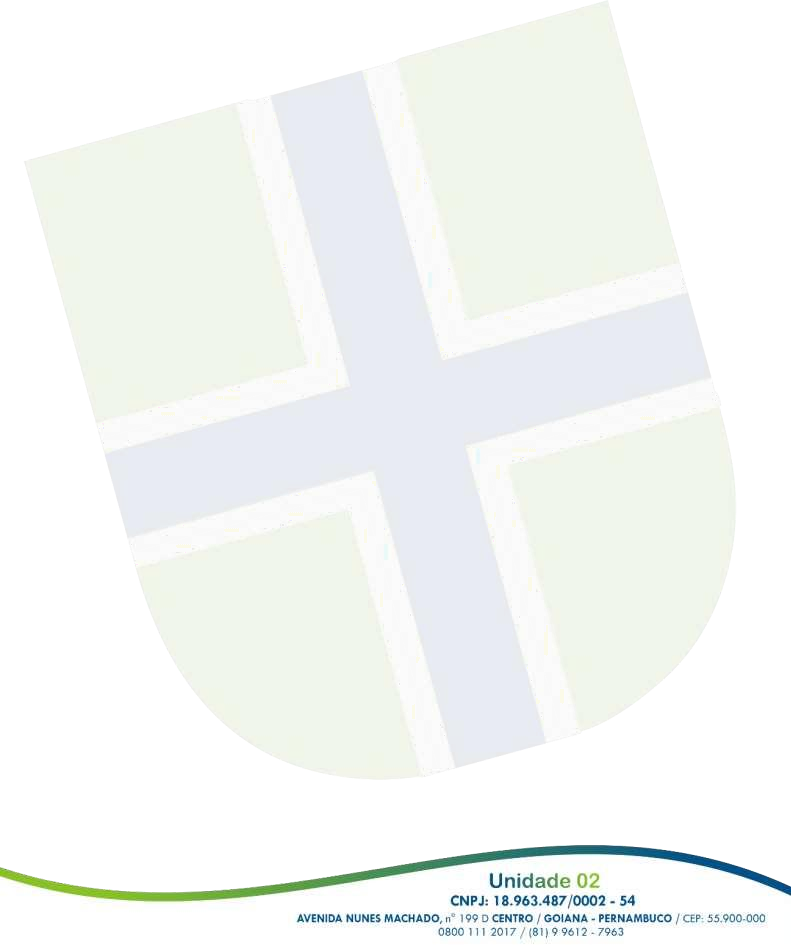 Unidade 02
CNPJ: 18.963.487/0002 - 54
AVENIDA NUNES MACHADO, n° 199 D CENTRO / GOIANA - PERNAMBUCO / CEP: 55.900-000
0800 111 2017 / (81) 9 9612 - 7963